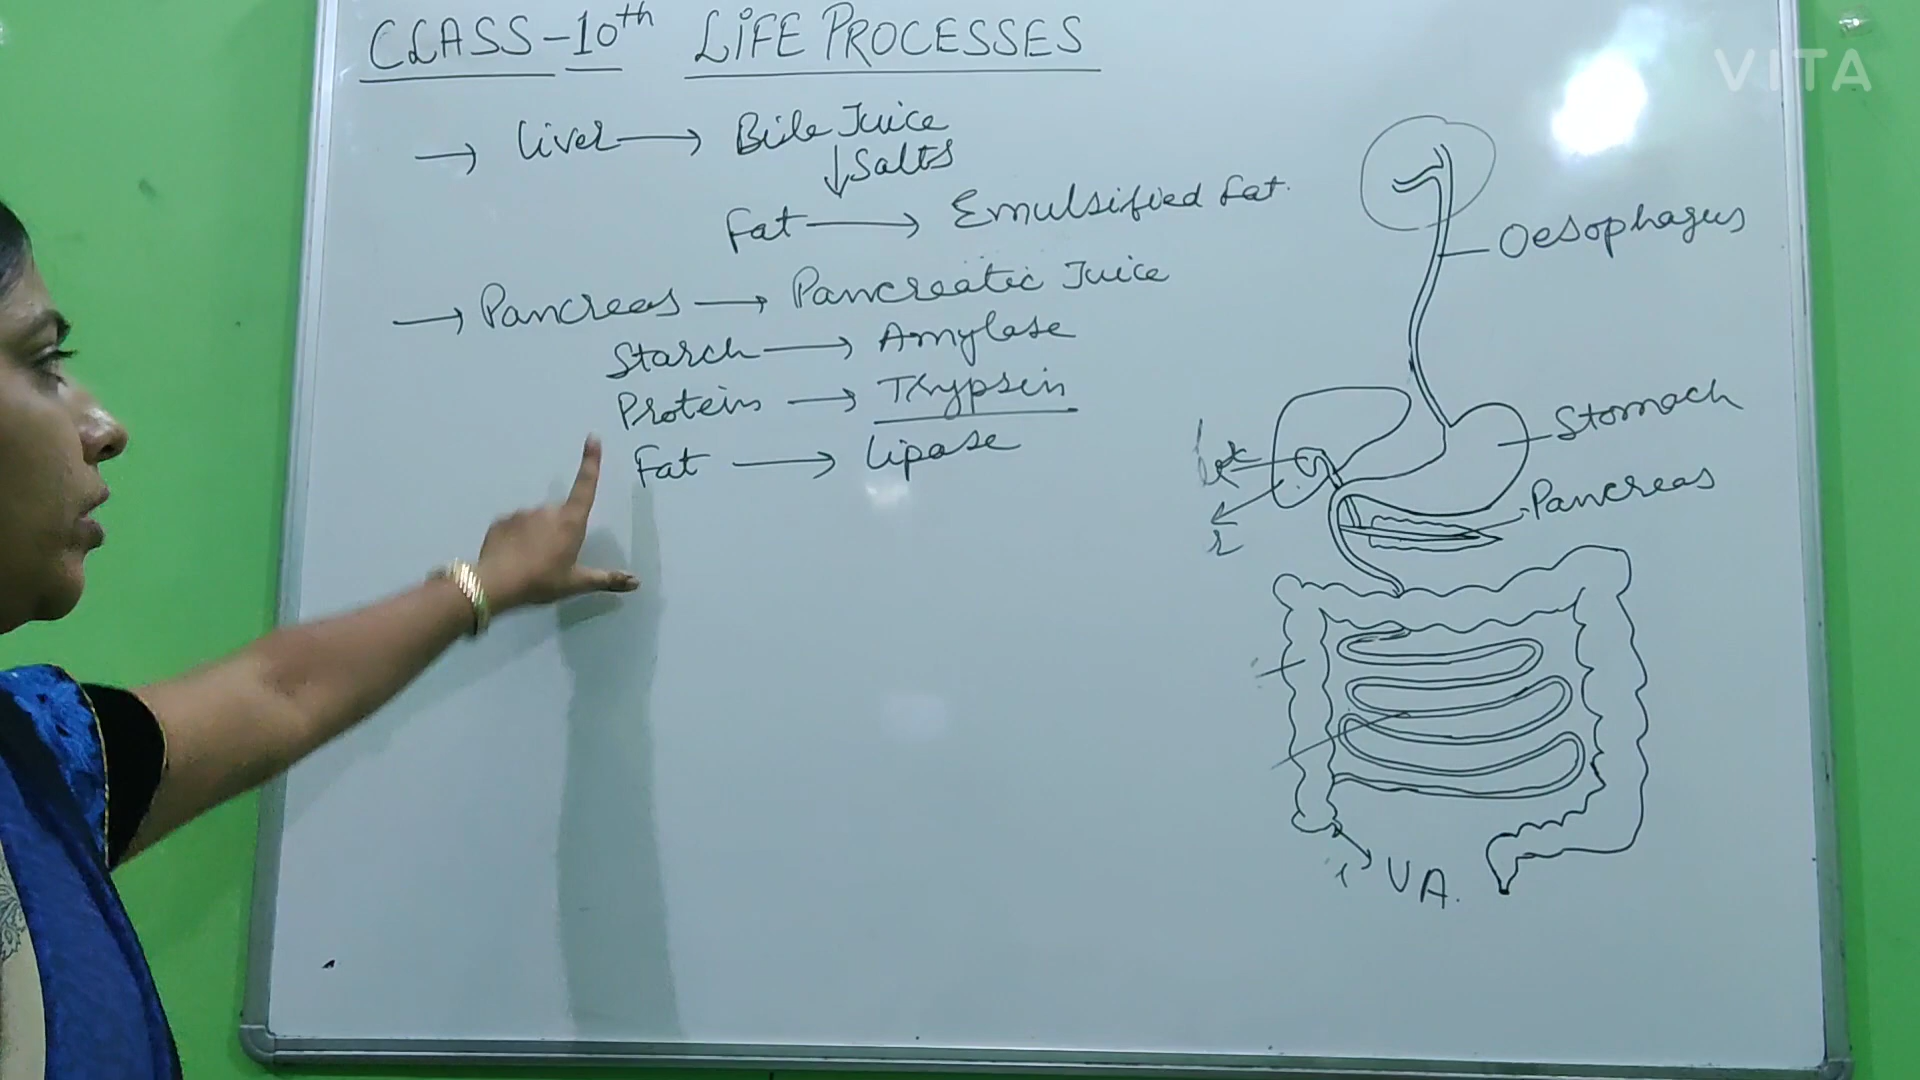 CLASS-10th LIFE PROCESSES
VITA
→ Liver → Bile Juice
↓ Salts
Fat → Emulsified Fat.
→ Pancreas → Pancreatic Juice
Starch → Amylase
Protein → Trypsin
Fat → Lipase
Oesophagus
Stomach
Pancreas
VA.